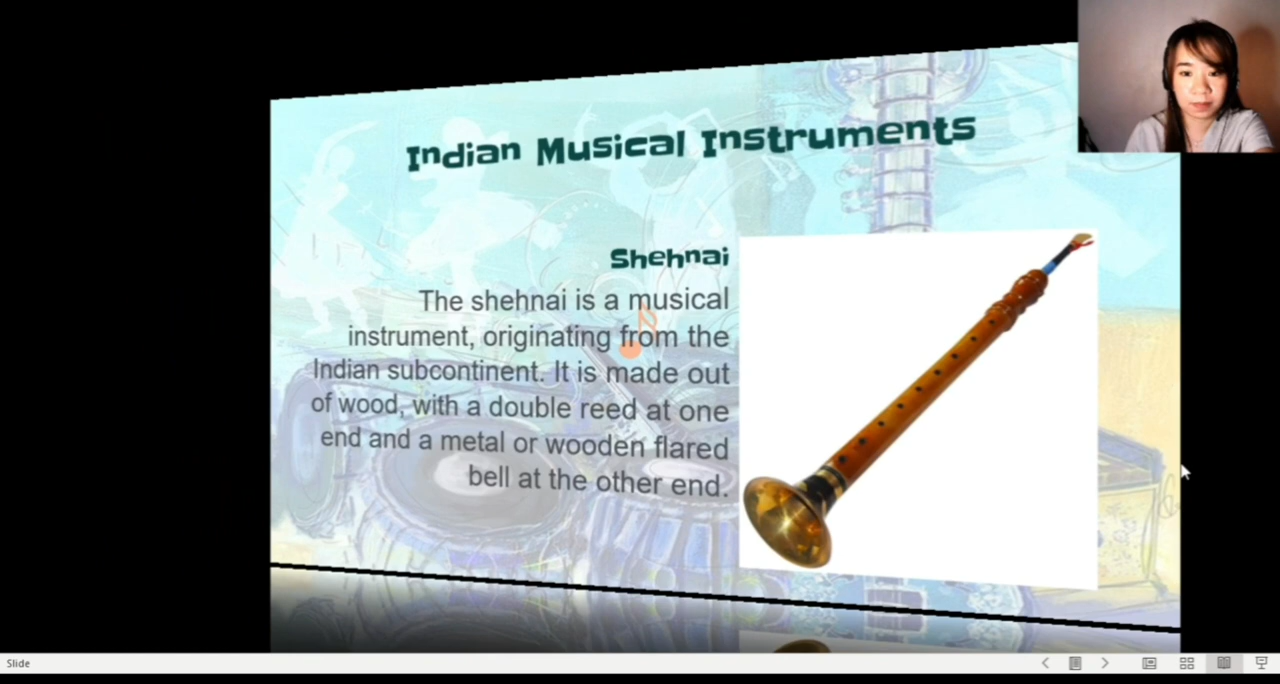 Indian Musical Instruments
Shehnai
The shehnai is a musical
instrument, originating from the
Indian subcontinent. It is made out
of wood, with a double reed at one
end and a metal or wooden flared
bell at the other end.
Slide